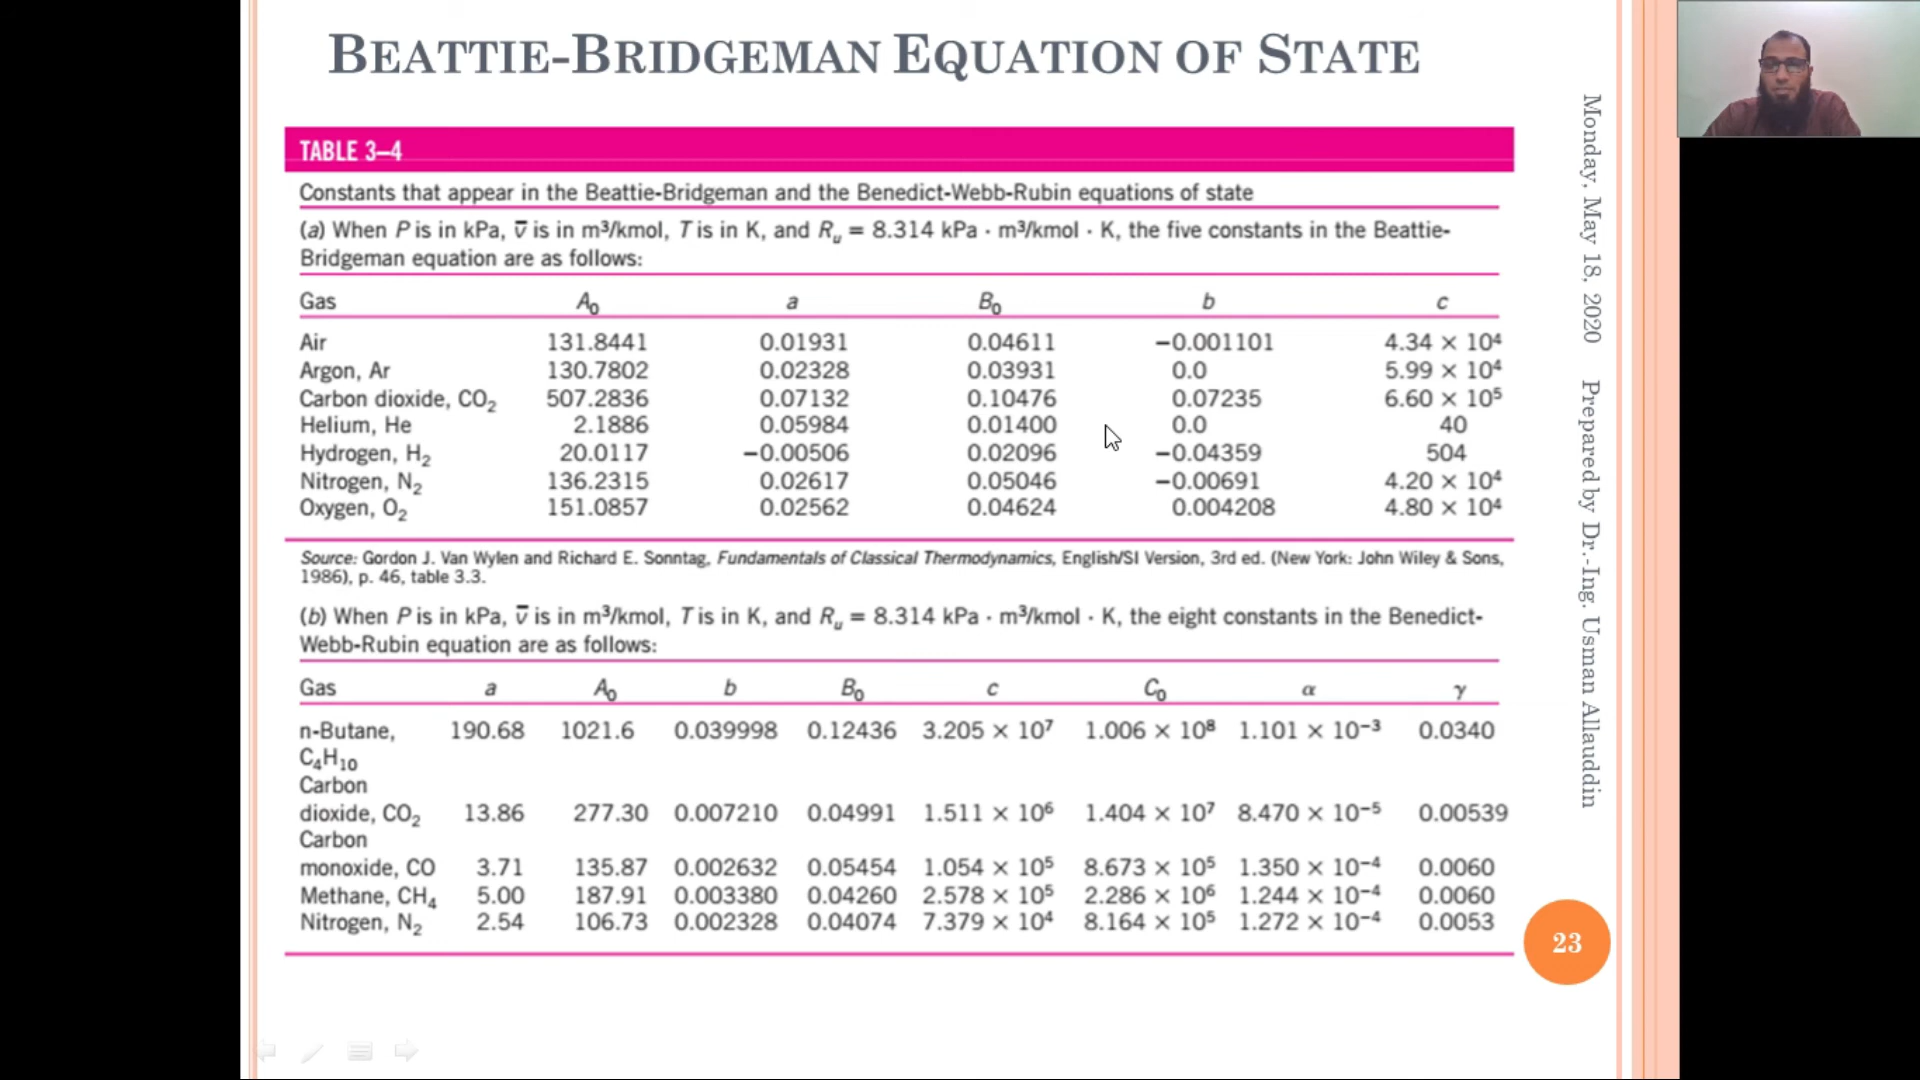 BEATTIE-BRIDGEMAN EQUATION OF STATE
TABLE 3–4
Constants that appear in the Beattie-Bridgeman and the Benedict-Webb-Rubin equations of state
(a) When P is in kPa, v̄ is in m³/kmol, T is in K, and Rᵤ = 8.314 kPa · m³/kmol · K, the five constants in the Beattie-
Bridgeman equation are as follows:
Gas A₀ a B₀ b c
Air 131.8441 0.01931 0.04611 −0.001101 4.34 × 10⁴
Argon, Ar 130.7802 0.02328 0.03931 0.0 5.99 × 10⁴
Carbon dioxide, CO₂ 507.2836 0.07132 0.10476 0.07235 6.60 × 10⁵
Helium, He 2.1886 0.05984 0.01400 0.0 40
Hydrogen, H₂ 20.0117 −0.00506 0.02096 −0.04359 504
Nitrogen, N₂ 136.2315 0.02617 0.05046 −0.00691 4.20 × 10⁴
Oxygen, O₂ 151.0857 0.02562 0.04624 0.004208 4.80 × 10⁴
Source: Gordon J. Van Wylen and Richard E. Sonntag, Fundamentals of Classical Thermodynamics, English/SI Version, 3rd ed. (New York: John Wiley & Sons,
1986), p. 46, table 3.3.
(b) When P is in kPa, v̄ is in m³/kmol, T is in K, and Rᵤ = 8.314 kPa · m³/kmol · K, the eight constants in the Benedict-
Webb-Rubin equation are as follows:
Gas a A₀ b B₀ c C₀ α γ
n-Butane, 190.68 1021.6 0.039998 0.12436 3.205 × 10⁷ 1.006 × 10⁸ 1.101 × 10⁻³ 0.0340
C₄H₁₀
Carbon
dioxide, CO₂ 13.86 277.30 0.007210 0.04991 1.511 × 10⁶ 1.404 × 10⁷ 8.470 × 10⁻⁵ 0.00539
Carbon
monoxide, CO 3.71 135.87 0.002632 0.05454 1.054 × 10⁵ 8.673 × 10⁵ 1.350 × 10⁻⁴ 0.0060
Methane, CH₄ 5.00 187.91 0.003380 0.04260 2.578 × 10⁵ 2.286 × 10⁶ 1.244 × 10⁻⁴ 0.0060
Nitrogen, N₂ 2.54 106.73 0.002328 0.04074 7.379 × 10⁴ 8.164 × 10⁵ 1.272 × 10⁻⁴ 0.0053
Monday, May 18, 2020 Prepared by Dr.-Ing. Usman Allauddin
23